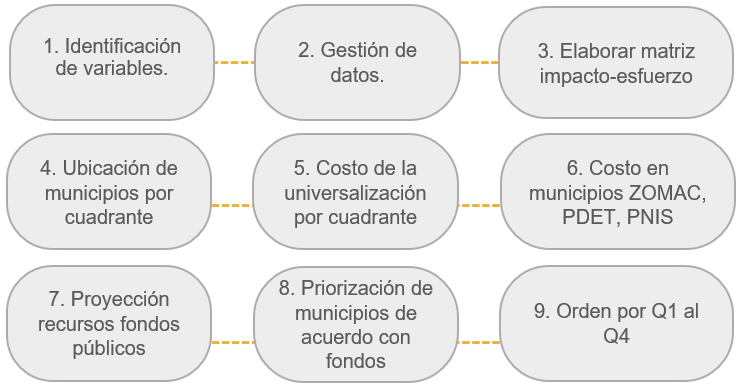 1. Identificación
de variables.
2. Gestión de
datos.
3. Elaborar matriz
impacto-esfuerzo
4. Ubicación de
municipios por
cuadrante
5. Costo de la
universalización
por cuadrante
6. Costo en
municipios ZOMAC,
PDET, PNIS
7. Proyección
recursos fondos
públicos
8. Priorización de
municipios de
acuerdo con
fondos
9. Orden por Q1 al
Q4